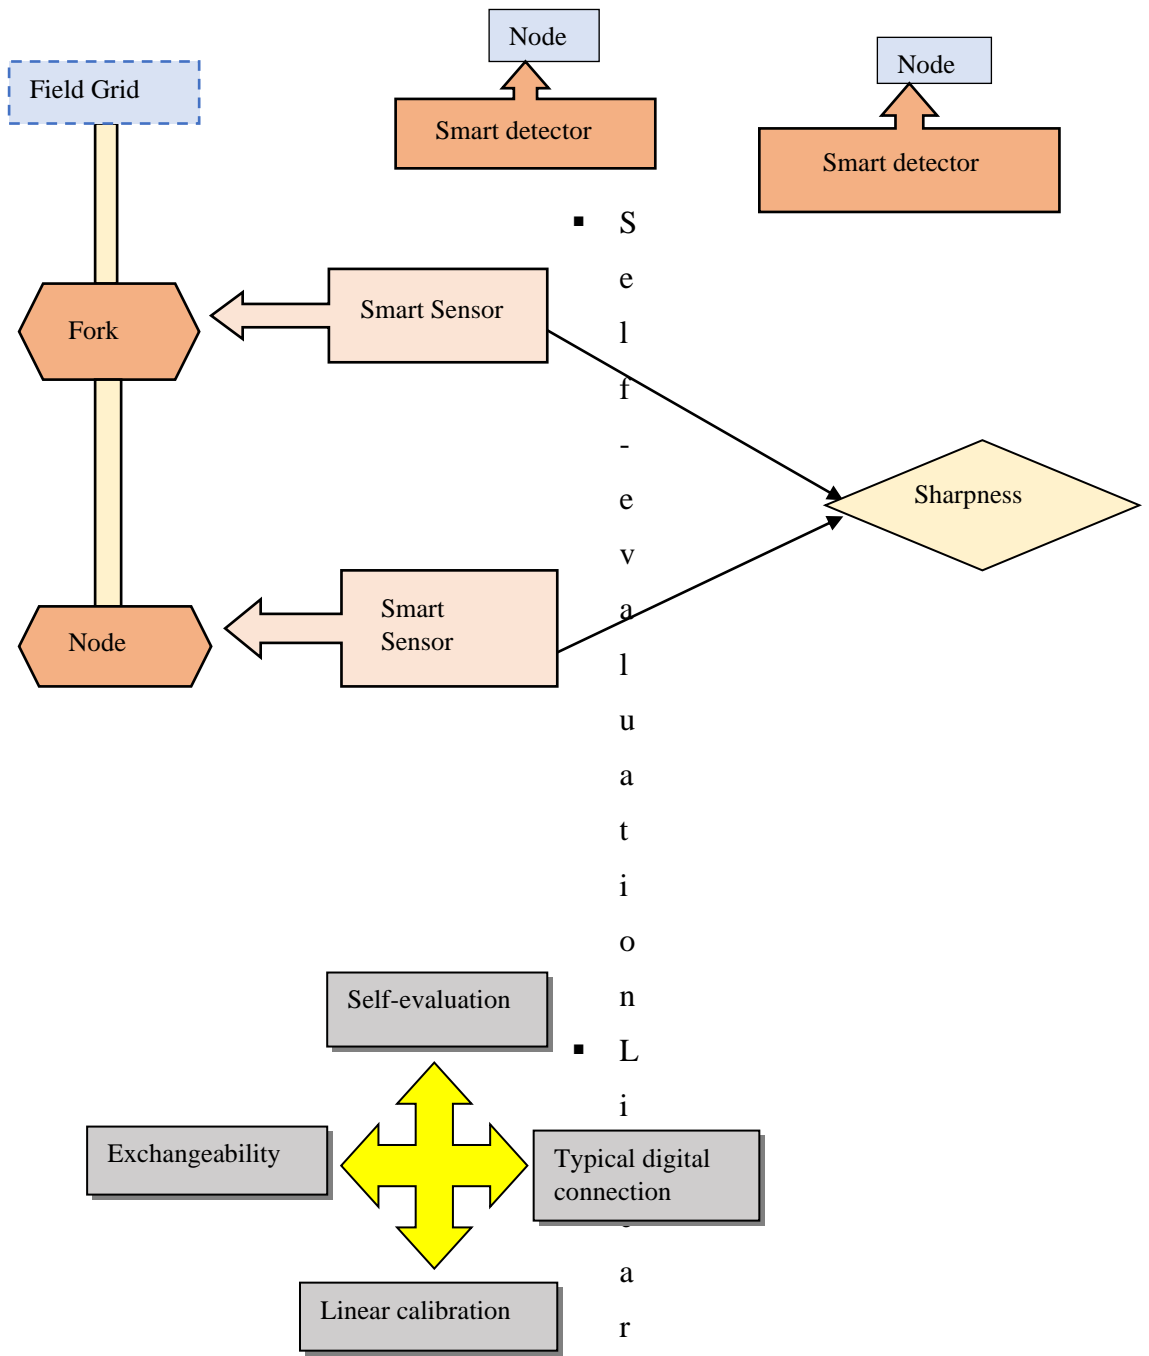 Node
Node
Field Grid
Smart detector
Smart detector
▪ S
e
l
f
-
e
v
a
l
u
a
t
i
o
n
Smart Sensor
Fork
Sharpness
Smart
Sensor
Node
Self-evaluation
▪ L
i
a
r
Exchangeability
Typical digital
connection
Linear calibration